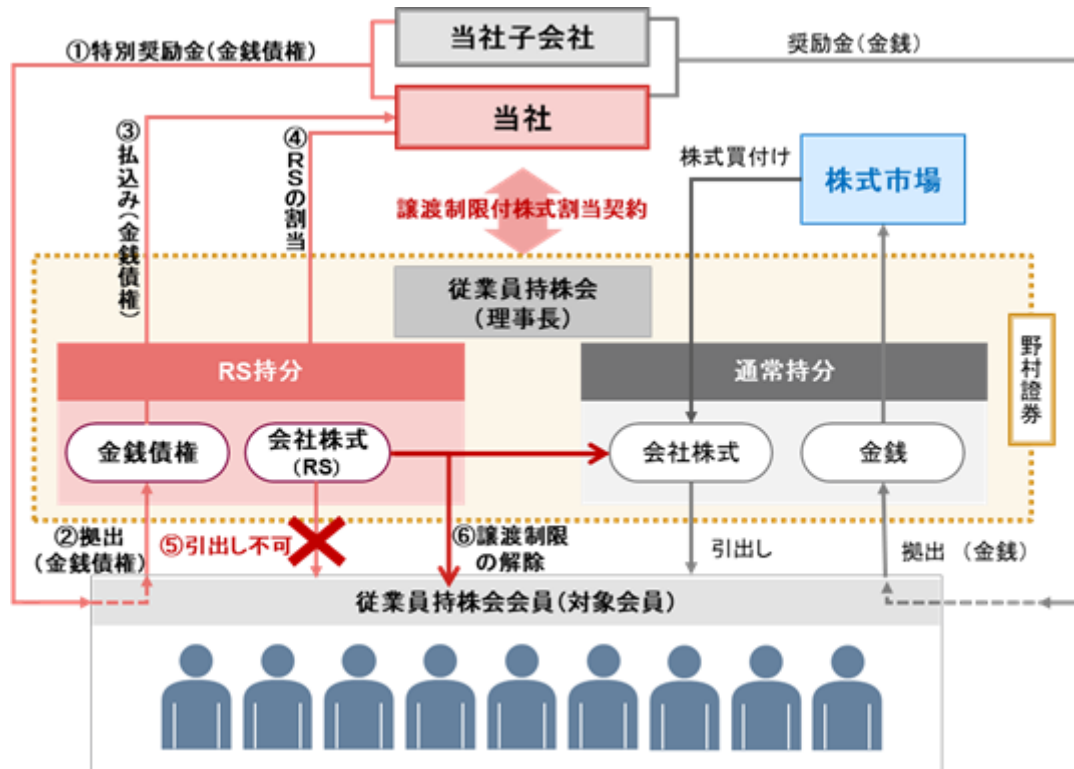 当社子会社
①特別奨励金(金銭債権)
奨励金(金銭)
当社
③払込み(金銭債権)
④RSの割当
株式買付け
株式市場
譲渡制限付株式割当契約
従業員持株会
(理事長)
野村證券
RS持分
通常持分
金銭債権
会社株式
(RS)
会社株式
金銭
②拠出
(金銭債権)
⑤引出し不可
⑥譲渡制限
の解除
引出し
拠出 (金銭)
従業員持株会会員(対象会員)